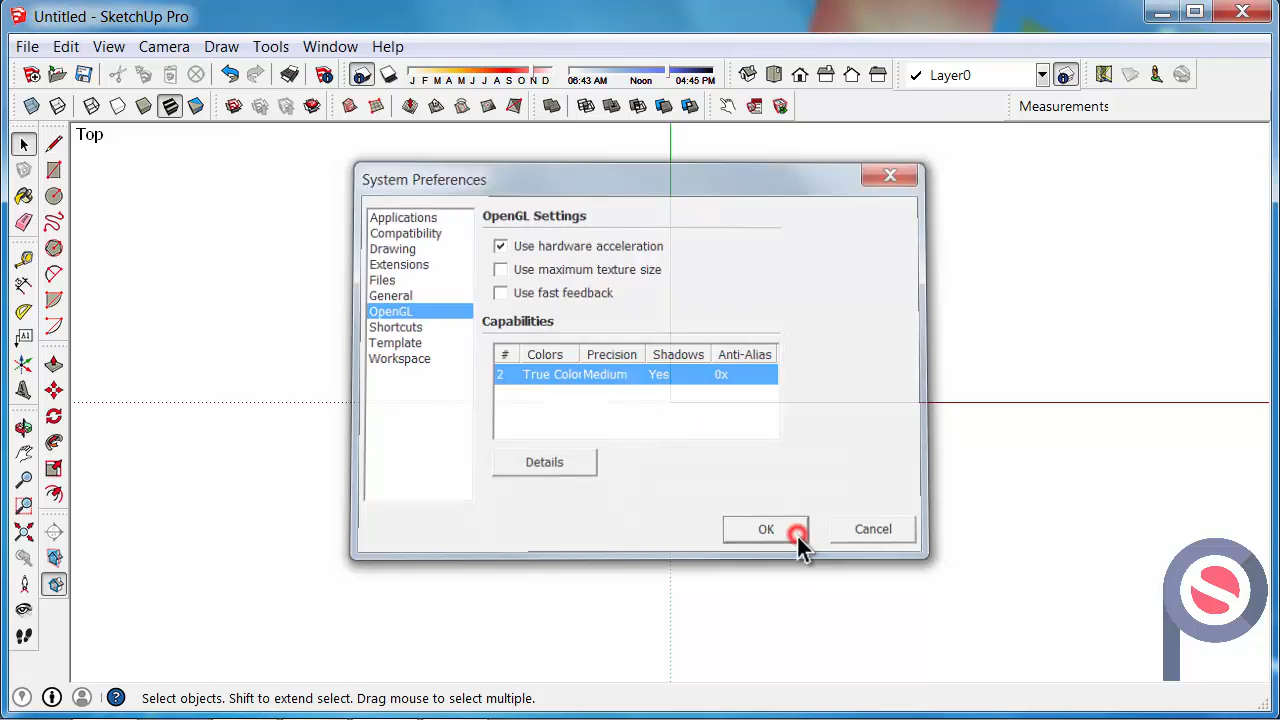 Untitled - SketchUp Pro
File Edit View Camera Draw Tools Window Help
J F M A M J J A S O N D 06:43 AM Noon 04:45 PM Layer0
Measurements
Top
System Preferences
Applications
Compatibility
Drawing
Extensions
Files
General
OpenGL
Shortcuts
Template
Workspace
OpenGL Settings
Use hardware acceleration
Use maximum texture size
Use fast feedback
Capabilities
# Colors Precision Shadows Anti-Alias
2 True Color Medium Yes 0x
Details
OK Cancel
Select objects. Shift to extend select. Drag mouse to select multiple.